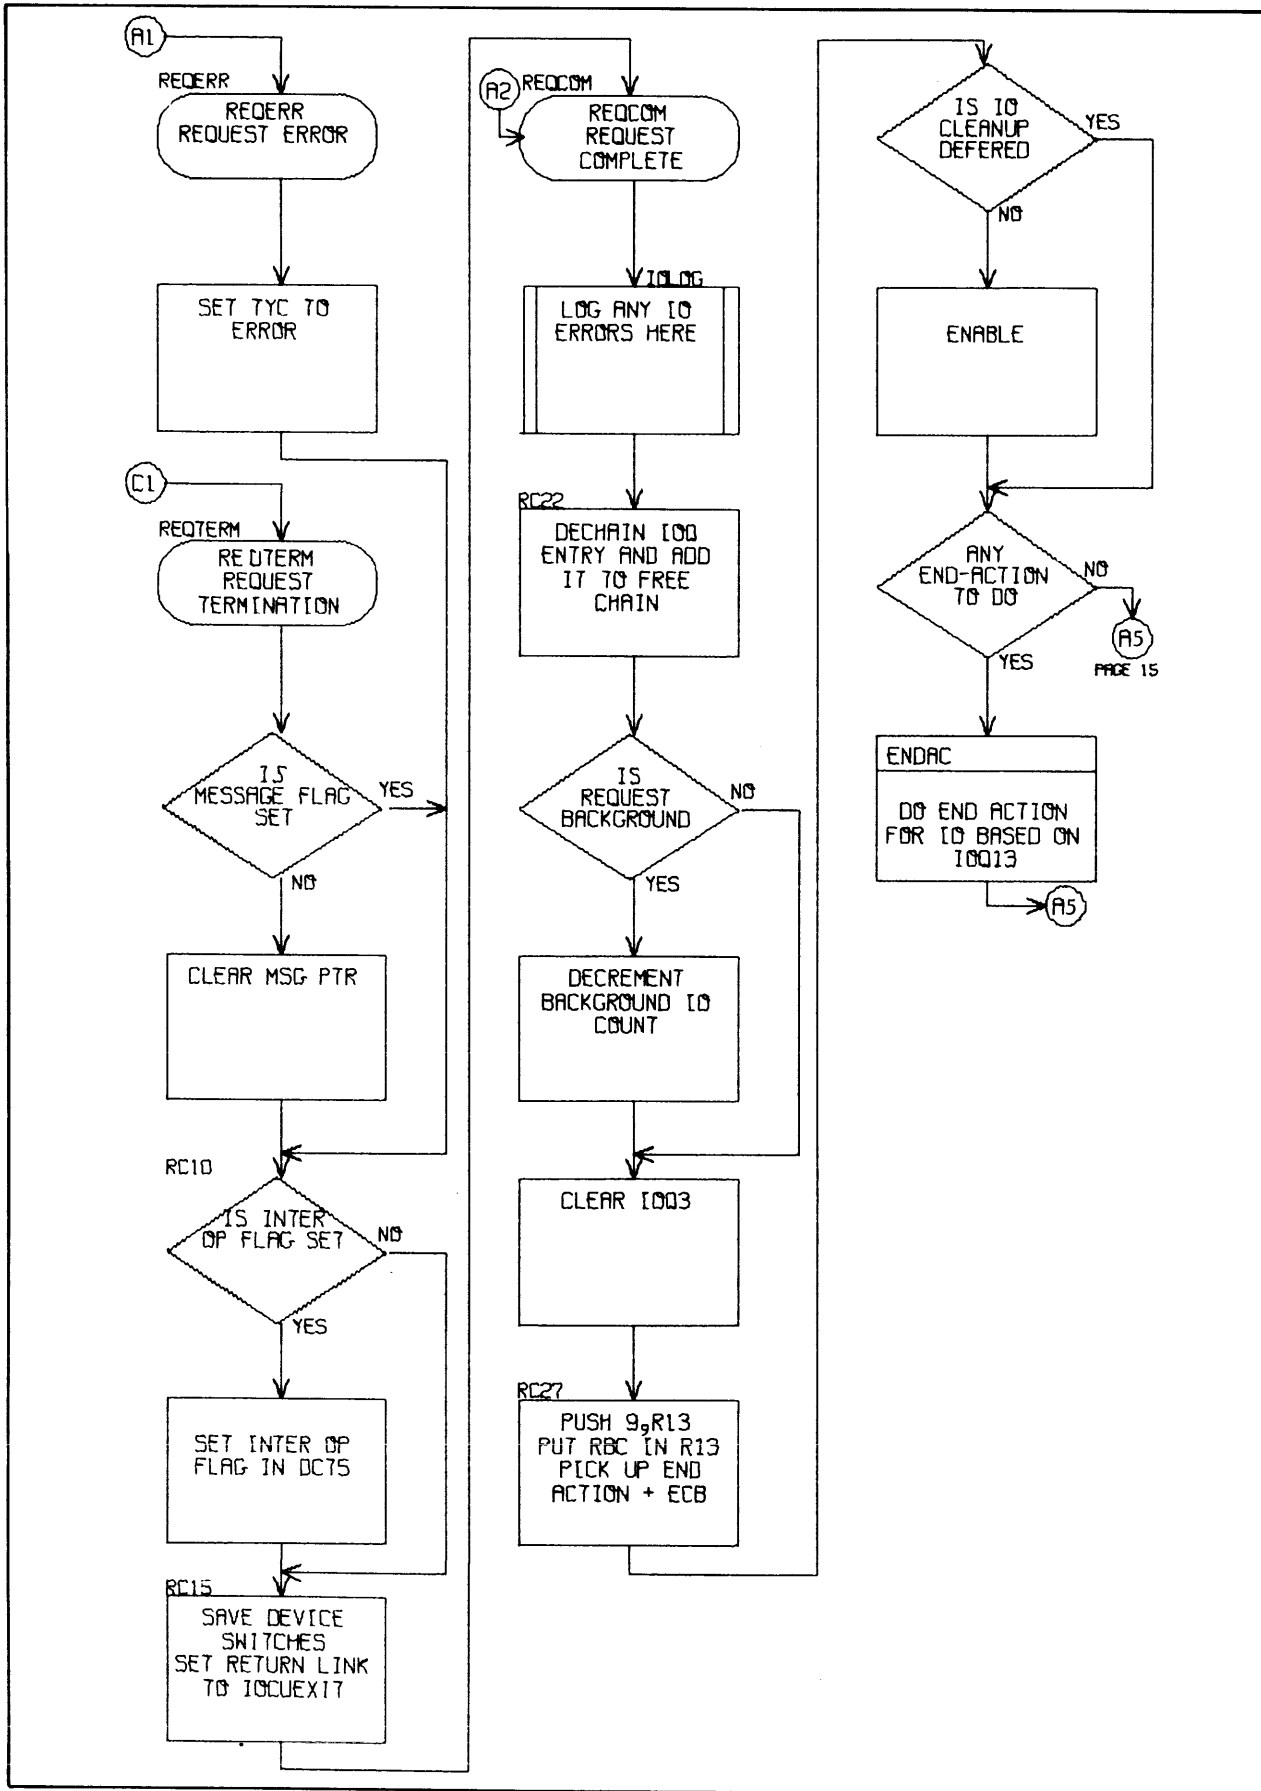 A1
REQERR
REQERR
REQUEST ERROR
SET TYC TO
ERROR
C1
REQTERM
REQTERM
REQUEST
TERMINATION
IS
MESSAGE FLAG
SET
YES
NO
CLEAR MSG PTR
RC10
IS INTER
OP FLAG SET
NO
YES
SET INTER OP
FLAG IN DCT5
RC15
SAVE DEVICE
SWITCHES
SET RETURN LINK
TO IOCUEXIT
A2
REQCOM
REQCOM
REQUEST
COMPLETE
IOLOG
LOG ANY IO
ERRORS HERE
RC22
DECHAIN IOQ
ENTRY AND ADD
IT TO FREE
CHAIN
IS
REQUEST
BACKGROUND
NO
YES
DECREMENT
BACKGROUND IO
COUNT
CLEAR IOQ3
RC27
PUSH 9,R13
PUT RBC IN R13
PICK UP END
ACTION + ECB
IS IO
CLEANUP
DEFERED
YES
NO
ENABLE
ANY
END-ACTION
TO DO
NO
A5
PAGE 15
YES
ENDAC
DO END ACTION
FOR IO BASED ON
IOQ13
A5